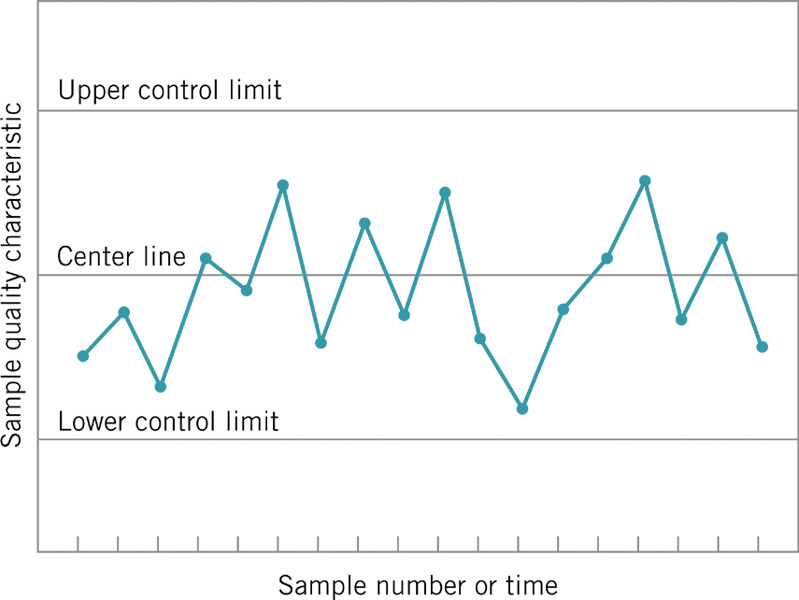 Upper control limit
Center line
Lower control limit
Sample quality characteristic
Sample number or time